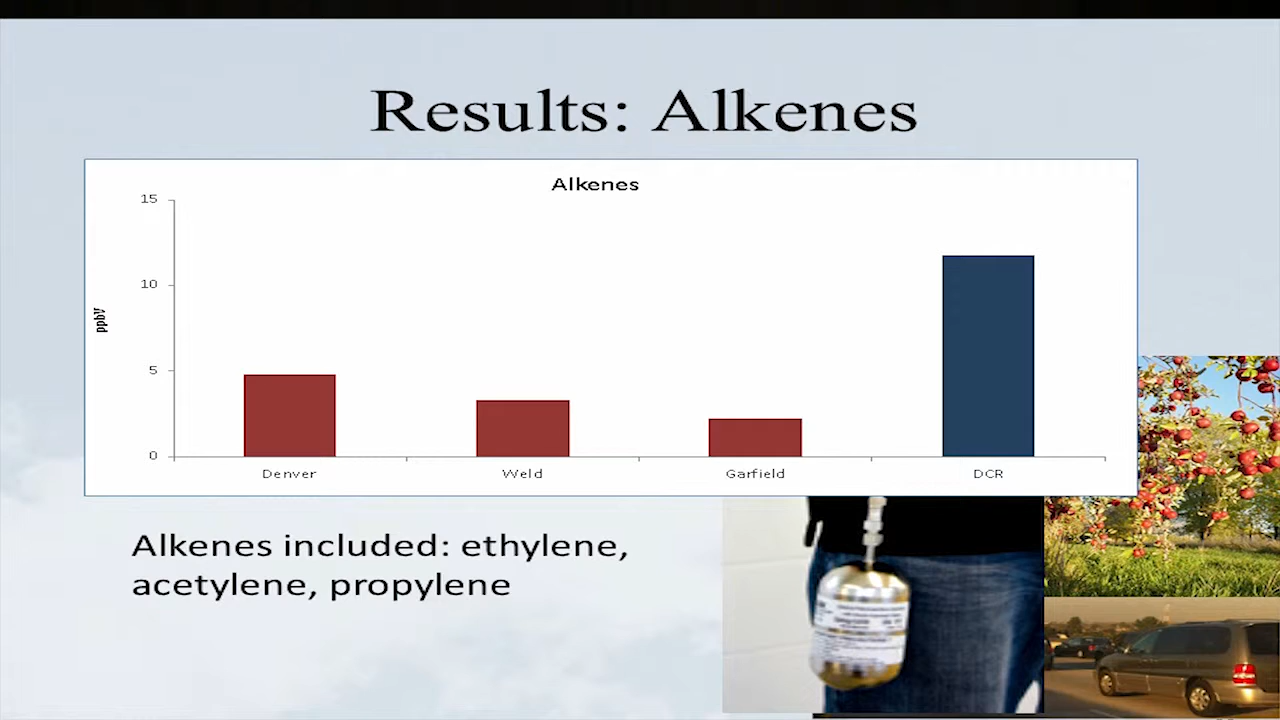 Results: Alkenes
Alkenes
15
10
5
0
ppbV
Denver
Weld
Garfield
DCR
Alkenes included: ethylene,
acetylene, propylene